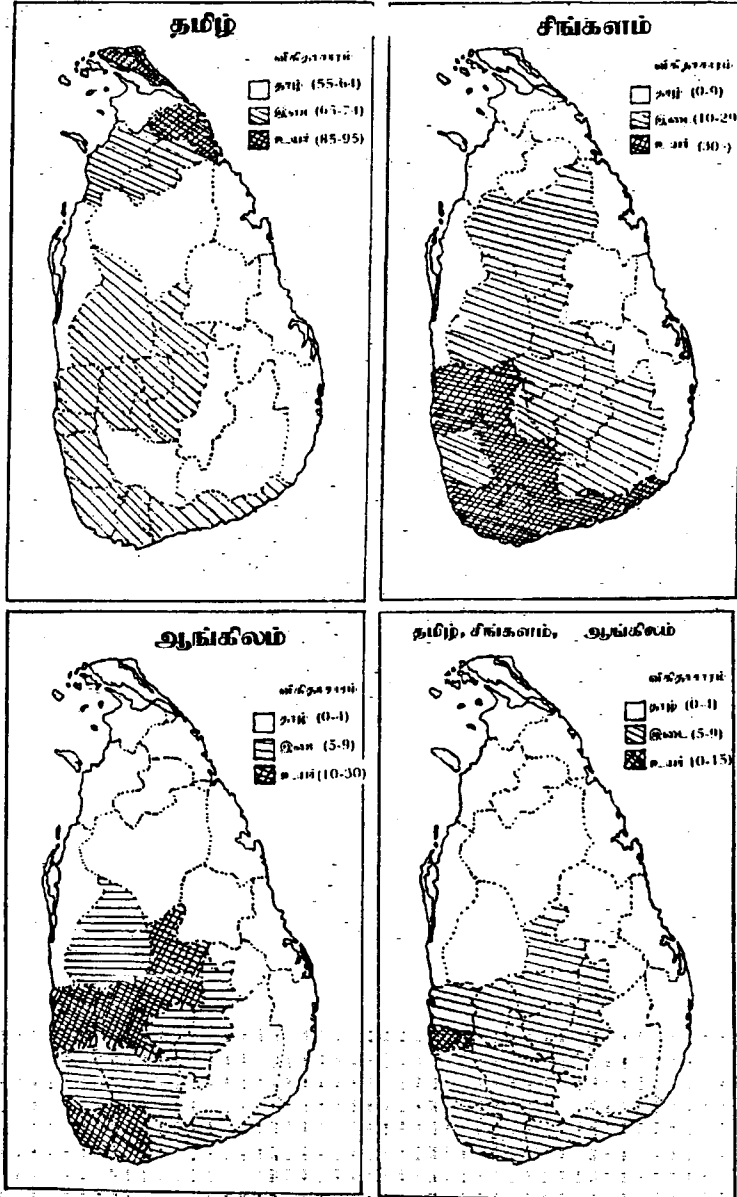 தமிழ்
விகிதாசாரம்
தாழ் (55-64)
இடை (65-74)
உயர் (85-95)
சிங்களம்
விகிதாசாரம்
தாழ் (0-9)
இடை (10-29)
உயர் (30-)
ஆங்கிலம்
விகிதாசாரம்
தாழ் (0-4)
இடை (5-9)
உயர் (10-30)
தமிழ், சிங்களம், ஆங்கிலம்
விகிதாசாரம்
தாழ் (0-4)
இடை (5-9)
உயர் (0-15)